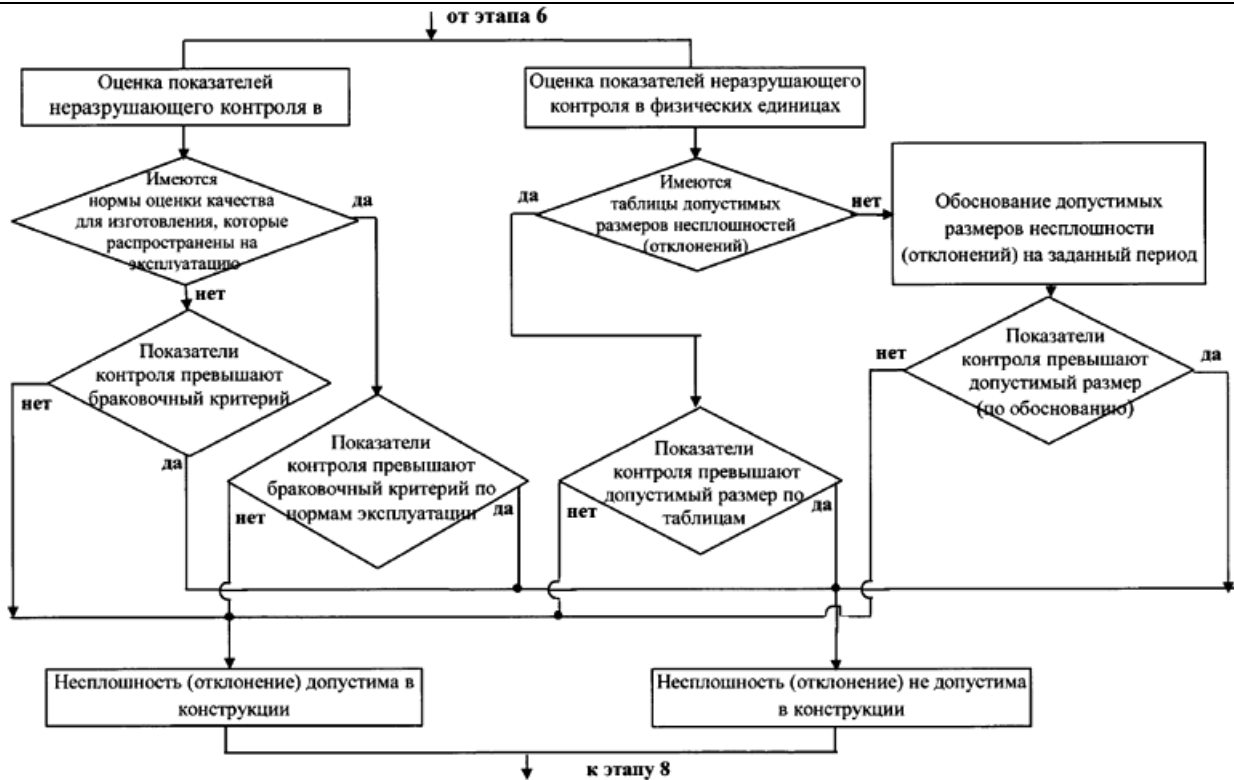 от этапа 6
Оценка показателей
неразрушающего контроля в
Оценка показателей неразрушающего
контроля в физических единицах
Имеются
нормы оценки качества
для изготовления, которые
распространены на
эксплуатацию
да
нет
да
Имеются
таблицы допустимых
размеров несплошностей
(отклонений)
нет
Обоснование допустимых
размеров несплошности
(отклонений) на заданный период
Показатели
контроля превышают
браковочный критерий
нет
да
Показатели
контроля превышают
браковочный критерий по
нормам эксплуатации
нет
да
Показатели
контроля превышают
допустимый размер по
таблицам
нет
да
Показатели
контроля превышают
допустимый размер
(по обоснованию)
нет
да
Несплошность (отклонение) допустима в
конструкции
Несплошность (отклонение) не допустима
в конструкции
к этапу 8